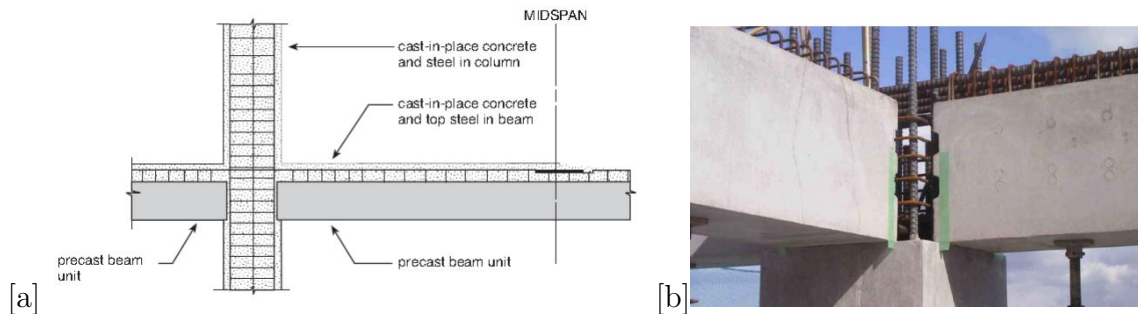 MIDSPAN
cast-in-place concrete
and steel in column
cast-in-place concrete
and top steel in beam
precast beam
unit
precast beam unit
[a]
[b]